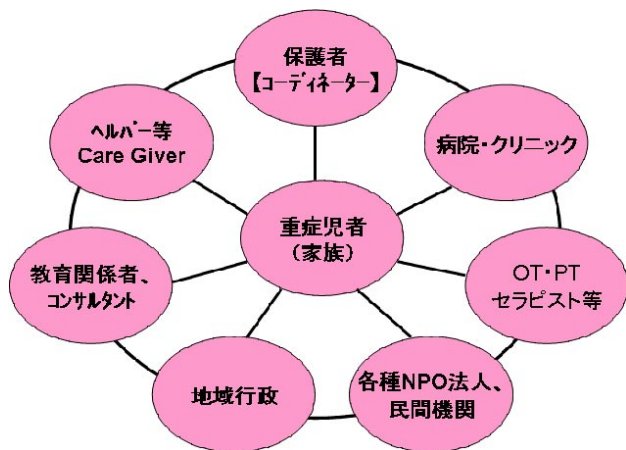 保護者
【コーディネーター】
ヘルパー等
Care Giver
病院・クリニック
重症児者
（家族）
教育関係者、
コンサルタント
OT・PT
セラピスト等
地域行政
各種NPO法人、
民間機関